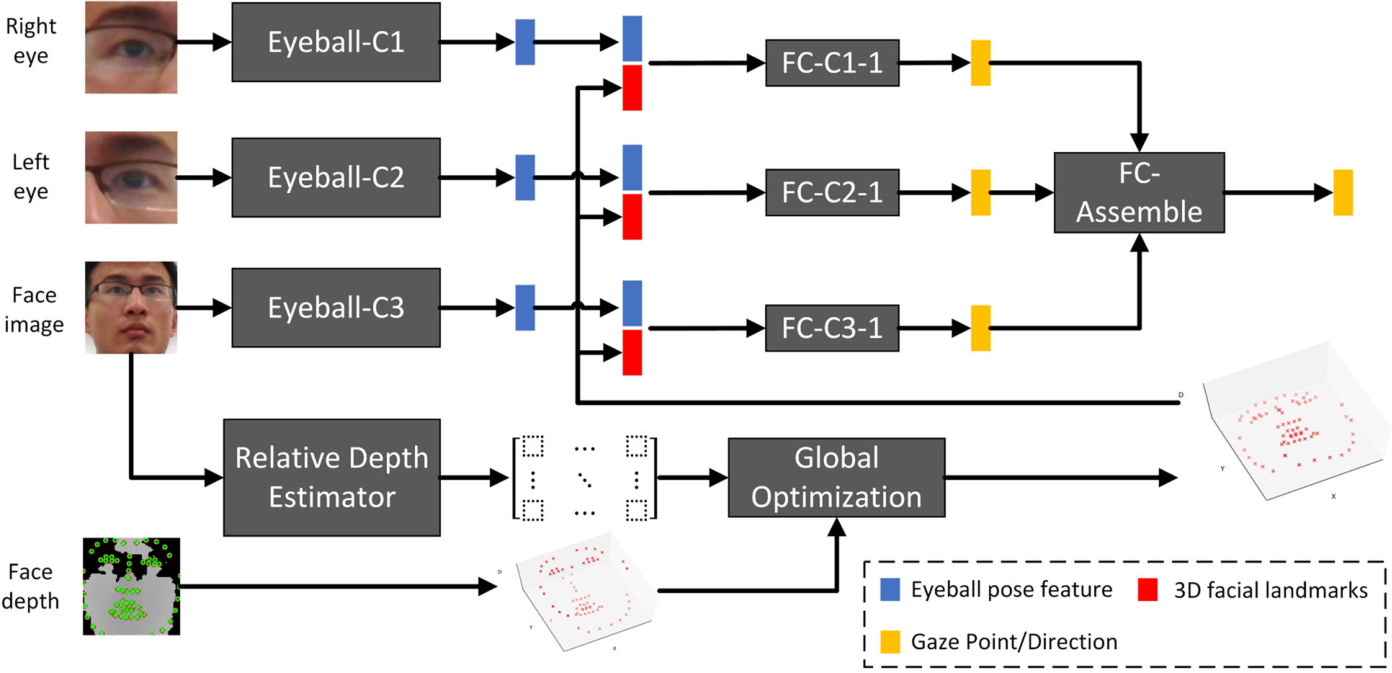 Right
eye
Eyeball-C1
FC-C1-1
Left
eye
Eyeball-C2
FC-C2-1
FC-
Assemble
Face
image
Eyeball-C3
FC-C3-1
D
Y
X
Relative Depth
Estimator
Global
Optimization
Face
depth
D
Y
X
Eyeball pose feature
3D facial landmarks
Gaze Point/Direction